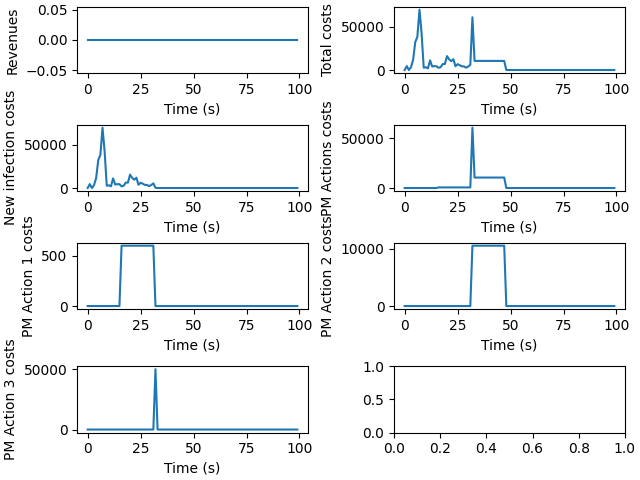 Revenues
0.05
0.00
−0.05
0 25 50 75 100
Time (s)
Total costs
50000
0
0 25 50 75 100
Time (s)
New infection costs
50000
0
0 25 50 75 100
Time (s)
PM Actions costs
50000
0
0 25 50 75 100
Time (s)
PM Action 1 costs
500
0
0 25 50 75 100
Time (s)
PM Action 2 costs
10000
0
0 25 50 75 100
Time (s)
PM Action 3 costs
50000
0
0 25 50 75 100
Time (s)
1.0
0.5
0.0
0.0 0.2 0.4 0.6 0.8 1.0